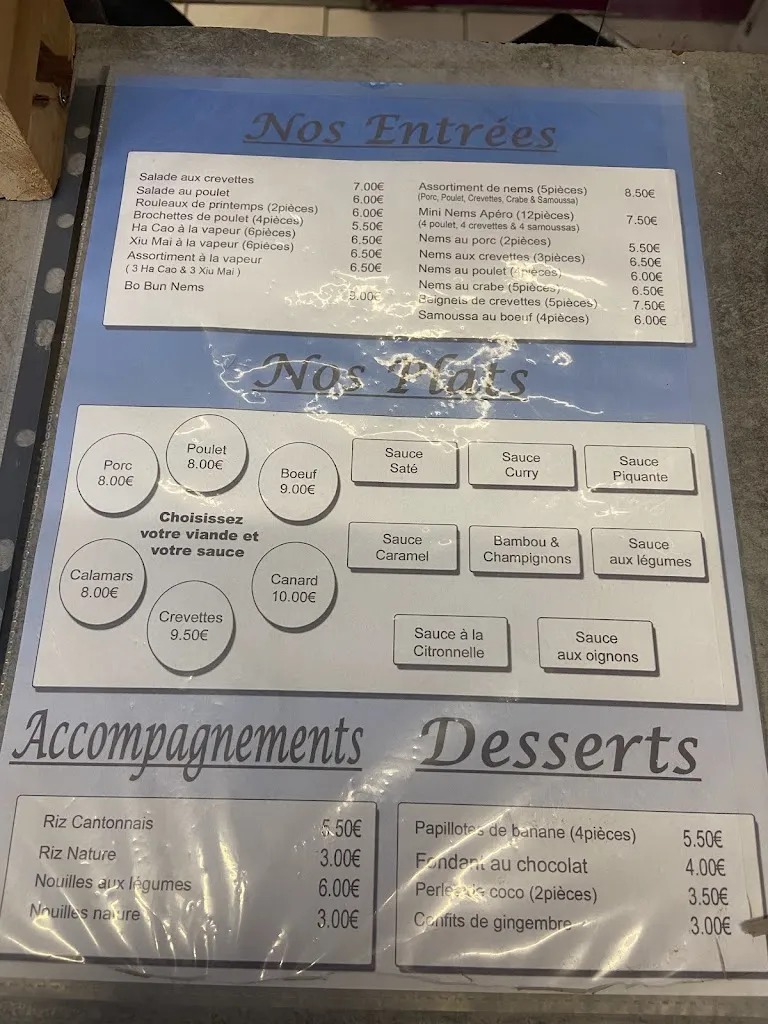 Nos Entrées
Salade aux crevettes 7.00€
Salade au poulet 6.00€
Rouleaux de printemps (2pièces) 6.00€
Brochettes de poulet (4pièces) 5.50€
Ha Cao à la vapeur (6pièces) 6.50€
Xiu Mai à la vapeur (6pièces) 6.50€
Assortiment à la vapeur 6.50€
( 3 Ha Cao & 3 Xiu Mai )
Bo Bun Nems 9.00€
Assortiment de nems (5pièces) 8.50€
(Porc, Poulet, Crevettes, Crabe & Samoussa)
Mini Nems Apéro (12pièces) 7.50€
(4 poulet, 4 crevettes & 4 samoussas)
Nems au porc (2pièces) 5.50€
Nems aux crevettes (3pièces) 6.50€
Nems au poulet 6.00€
Nems au crabe (5pièces) 6.50€
Beignets de crevettes (5pièces) 7.50€
Samoussa au boeuf (4pièces) 6.00€
Nos Plats
Porc
8.00€
Poulet
8.00€
Boeuf
9.00€
Choisissez
votre viande et
votre sauce
Calamars
8.00€
Crevettes
9.50€
Canard
10.00€
Sauce
Saté
Sauce
Curry
Sauce
Piquante
Sauce
Caramel
Bambou &
Champignons
Sauce
aux légumes
Sauce à la
Citronnelle
Sauce
aux oignons
Accompagnements
Riz Cantonnais 5.50€
Riz Nature 3.00€
Nouilles aux légumes 6.00€
Nouilles nature 3.00€
Desserts
Papillotes de banane (4pièces) 5.50€
Fondant au chocolat 4.00€
Perles de coco (2pièces) 3.50€
Confits de gingembre 3.00€